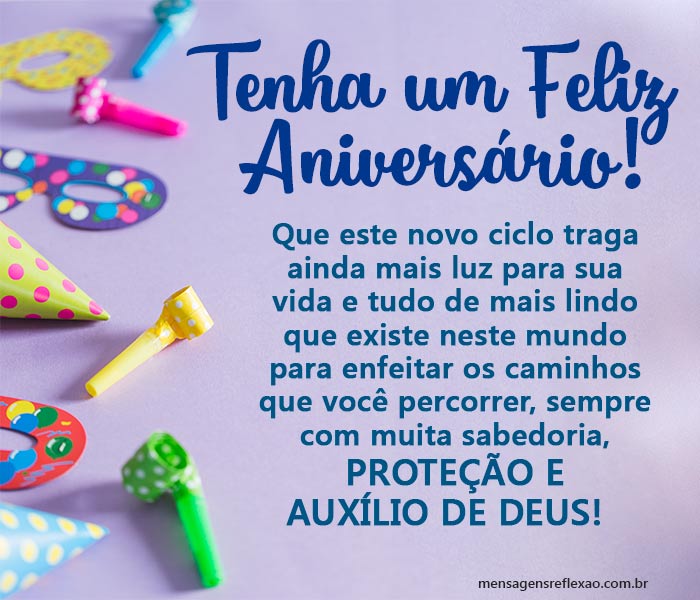 Tenha um Feliz
Aniversário!
Que este novo ciclo traga
ainda mais luz para sua
vida e tudo de mais lindo
que existe neste mundo
para enfeitar os caminhos
que você percorrer, sempre
com muita sabedoria,
PROTEÇÃO E
AUXÍLIO DE DEUS!
mensagensreflexao.com.br